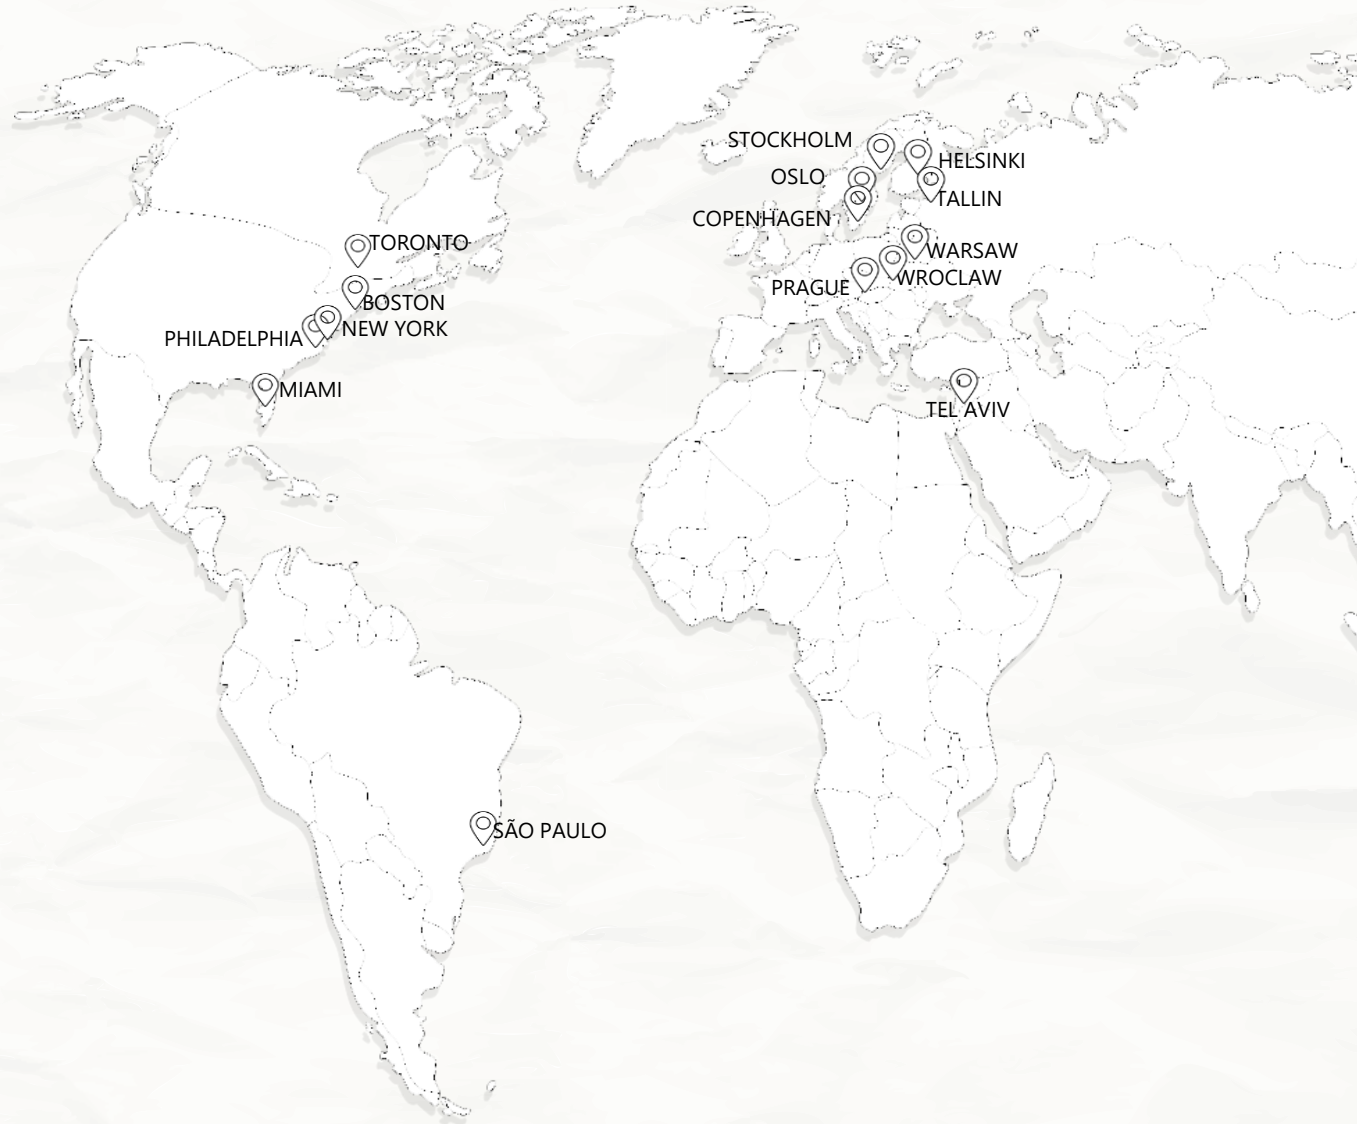 STOCKHOLM
HELSINKI
OSLO
TALLIN
COPENHAGEN
TORONTO
WARSAW
WROCLAW
PRAGUE
BOSTON
NEW YORK
PHILADELPHIA
MIAMI
TEL AVIV
SÃO PAULO